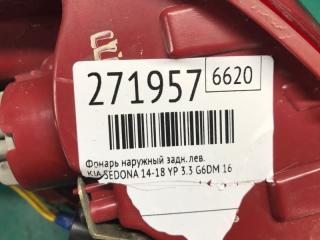 271957 6620
Фонарь наружный задн. лев.
KIA SEDONA 14-18 YP 3.3 G6DM 16